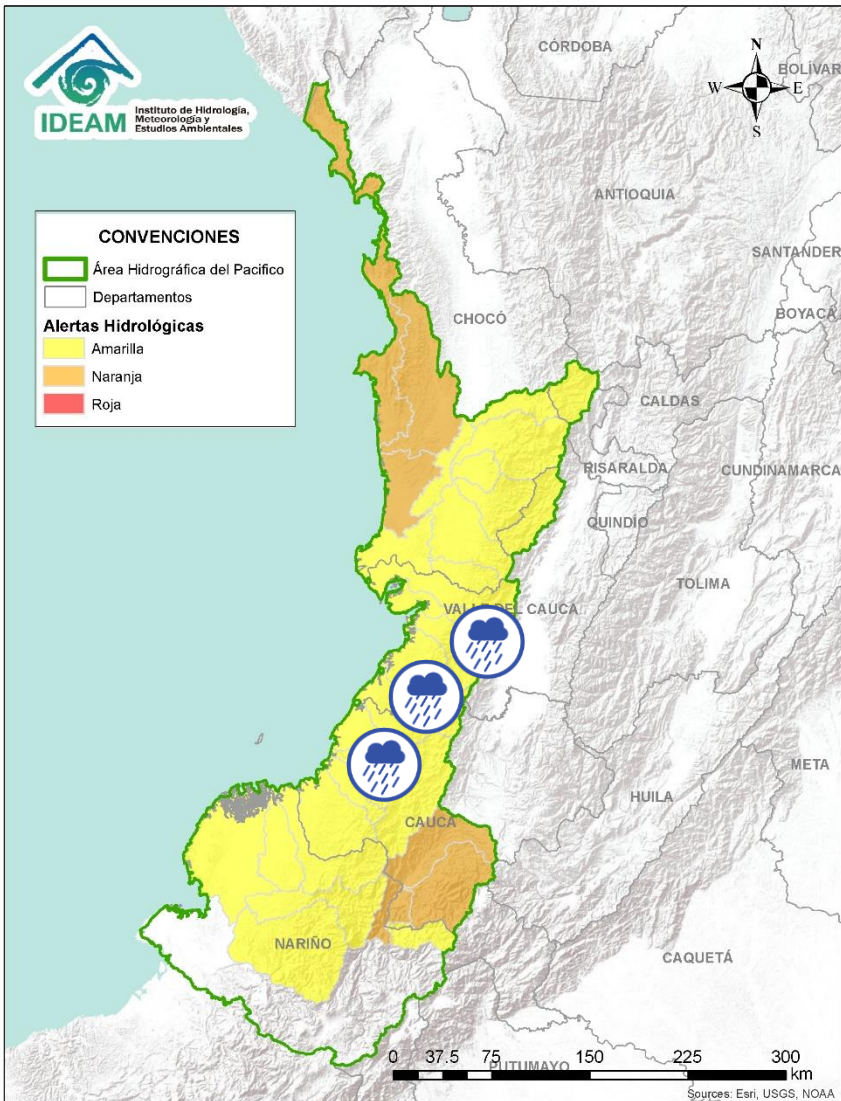 IDEAM
Instituto de Hidrología,
Meteorología y
Estudios Ambientales
CÓRDOBA
N
BOLÍVAR
W
E
S
ANTIOQUIA
CONVENCIONES
Área Hidrográfica del Pacifico
Departamentos
Alertas Hidrológicas
Amarilla
Naranja
Roja
SANTANDER
BOYACÁ
CHOCÓ
CALDAS
RISARALDA
CUNDINAMARCA
QUINDÍO
TOLIMA
VALLE DEL CAUCA
META
HUILA
CAUCA
NARIÑO
CAQUETÁ
0 37.5 75 150 225 300
km
PUTUMAYO
Sources: Esri, USGS, NOAA